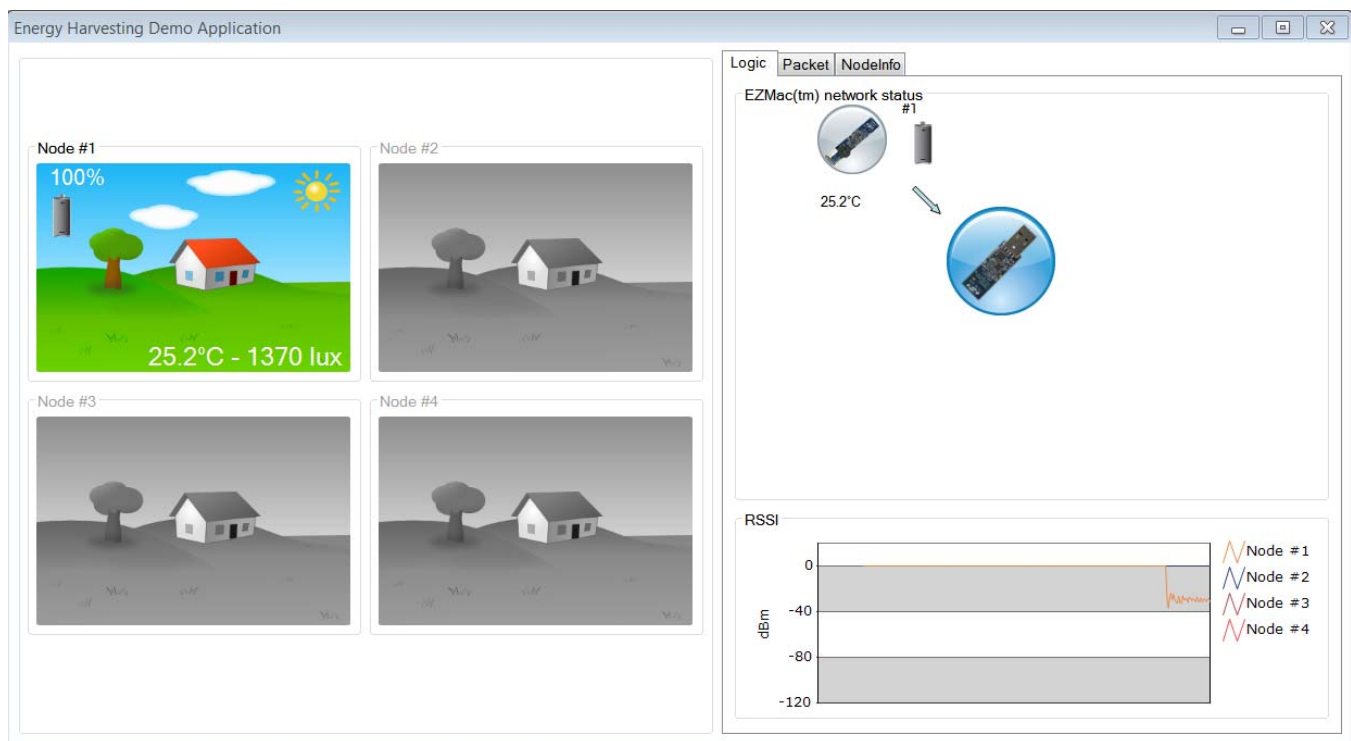 Energy Harvesting Demo Application
Node #1
100%
25.2°C - 1370 lux
Node #2
Node #3
Node #4
Logic Packet NodeInfo
EZMac(tm) network status
#1
25.2°C
RSSI
0
-40
-80
-120
dBm
Node #1
Node #2
Node #3
Node #4